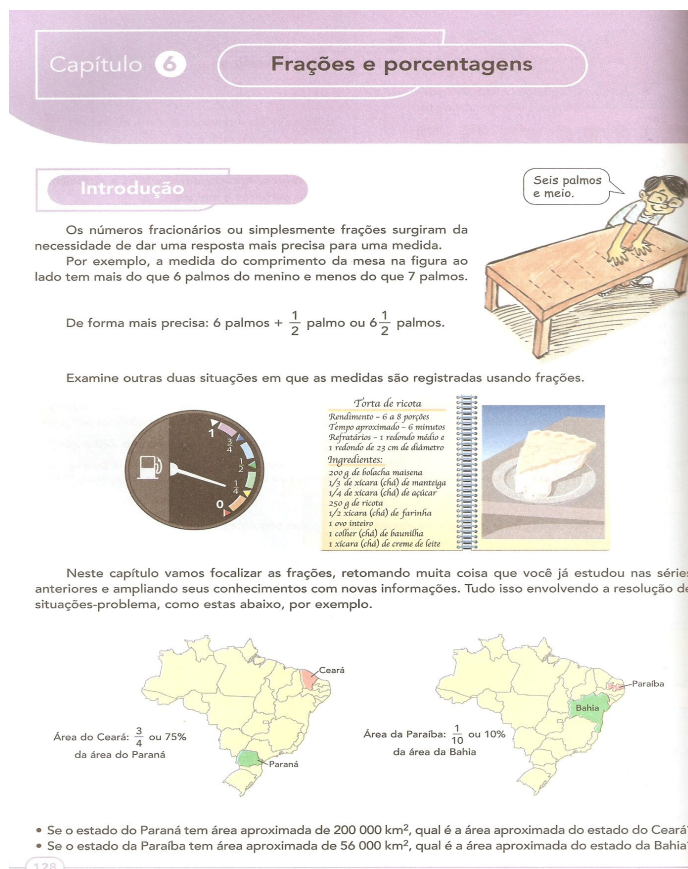 Capítulo 6
Frações e porcentagens
Introdução
Seis palmos
e meio.
Os números fracionários ou simplesmente frações surgiram da
necessidade de dar uma resposta mais precisa para uma medida.
Por exemplo, a medida do comprimento da mesa na figura ao
lado tem mais do que 6 palmos do menino e menos do que 7 palmos.
De forma mais precisa: 6 palmos + 1/2 palmo ou 6 1/2 palmos.
Examine outras duas situações em que as medidas são registradas usando frações.
1
3/4
1/2
1/4
0
Torta de ricota
Rendimento – 6 a 8 porções
Tempo aproximado – 6 minutos
Refratários – 1 redondo médio e
1 redondo de 23 cm de diâmetro
Ingredientes:
200 g de bolacha maisena
1/3 de xícara (chá) de manteiga
1/4 de xícara (chá) de açúcar
250 g de ricota
1/2 xícara (chá) de farinha
1 ovo inteiro
1 colher (chá) de baunilha
1 xícara (chá) de creme de leite
Neste capítulo vamos focalizar as frações, retomando muita coisa que você já estudou nas séries
anteriores e ampliando seus conhecimentos com novas informações. Tudo isso envolvendo a resolução de
situações-problema, como estas abaixo, por exemplo.
Ceará
Área do Ceará: 3/4 ou 75%
da área do Paraná
Paraná
Paraíba
Bahia
Área da Paraíba: 1/10 ou 10%
da área da Bahia
• Se o estado do Paraná tem área aproximada de 200 000 km², qual é a área aproximada do estado do Ceará?
• Se o estado da Paraíba tem área aproximada de 56 000 km², qual é a área aproximada do estado da Bahia?
128